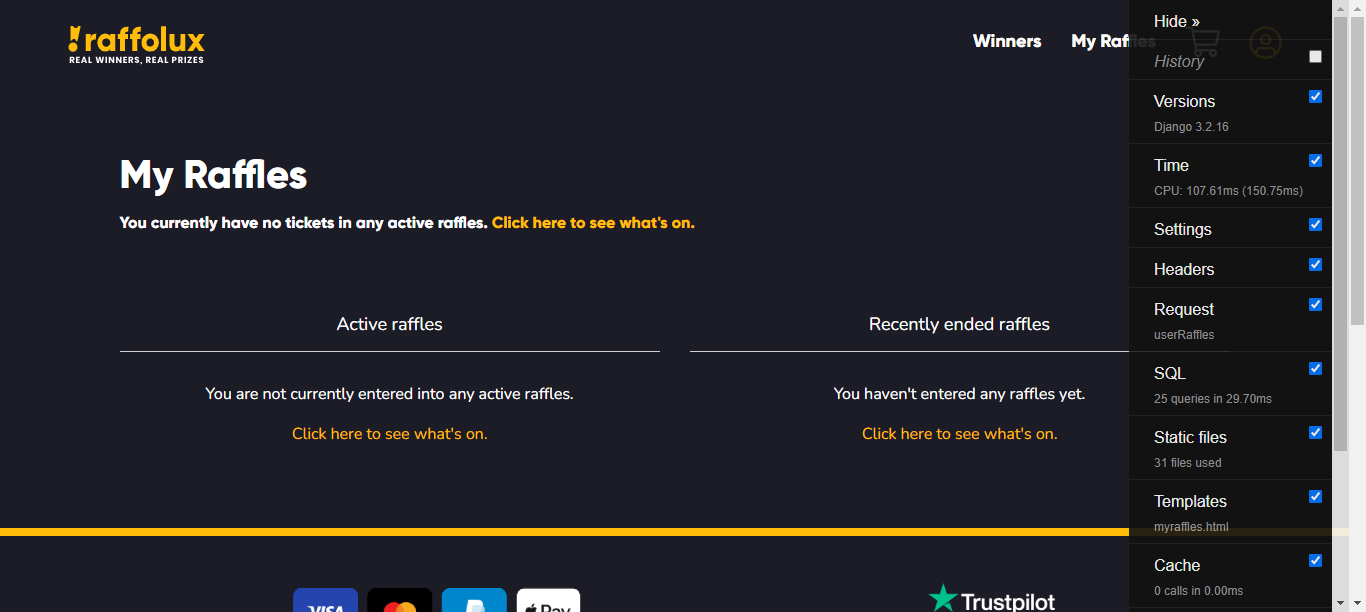 raffolux
REAL WINNERS, REAL PRIZES
Winners
My Raffles
My Raffles
You currently have no tickets in any active raffles. Click here to see what's on.
Active raffles
You are not currently entered into any active raffles.
Click here to see what's on.
Recently ended raffles
You haven't entered any raffles yet.
Click here to see what's on.
VISA
Pay
Trustpilot
Hide »
History
Versions
Django 3.2.16
Time
CPU: 107.61ms (150.75ms)
Settings
Headers
Request
userRaffles
SQL
25 queries in 29.70ms
Static files
31 files used
Templates
myraffles.html
Cache
0 calls in 0.00ms